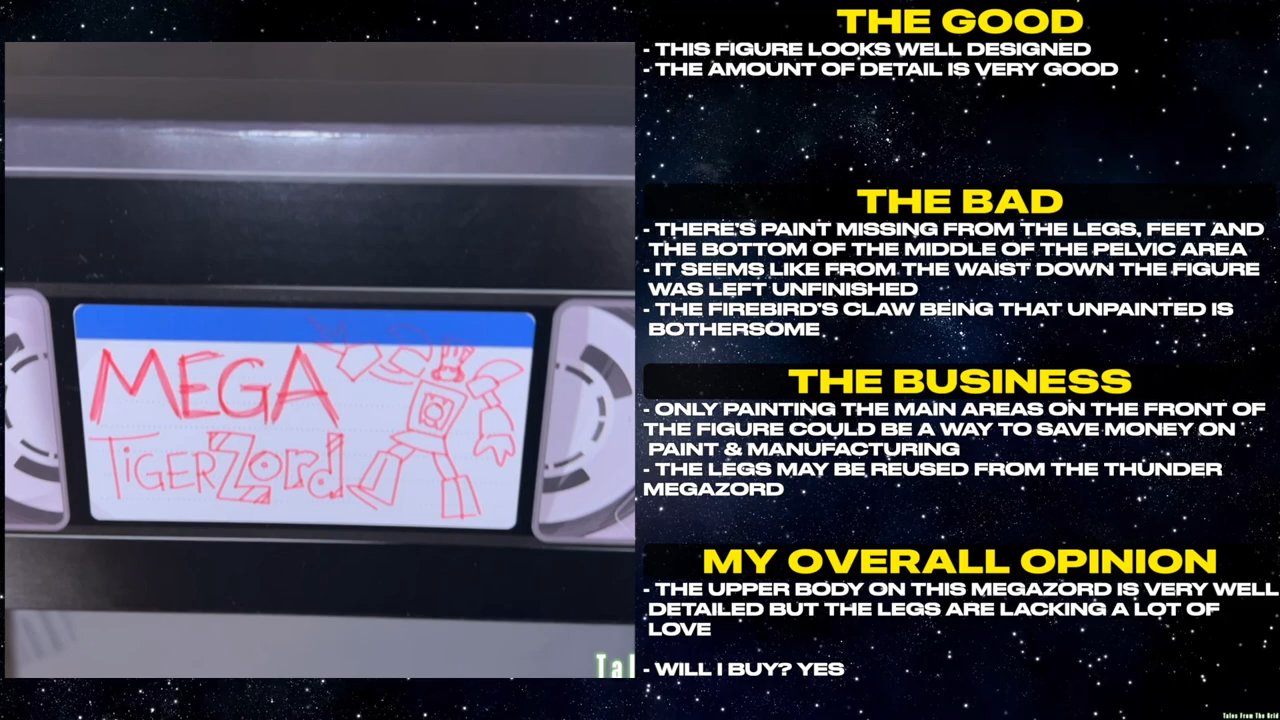 MEGA
TIGERZord
Tal
THE GOOD
- THIS FIGURE LOOKS WELL DESIGNED
- THE AMOUNT OF DETAIL IS VERY GOOD
THE BAD
- THERE'S PAINT MISSING FROM THE LEGS, FEET AND
THE BOTTOM OF THE MIDDLE OF THE PELVIC AREA
- IT SEEMS LIKE FROM THE WAIST DOWN THE FIGURE
WAS LEFT UNFINISHED
- THE FIREBIRD'S CLAW BEING THAT UNPAINTED IS
BOTHERSOME
THE BUSINESS
- ONLY PAINTING THE MAIN AREAS ON THE FRONT OF
THE FIGURE COULD BE A WAY TO SAVE MONEY ON
PAINT & MANUFACTURING
- THE LEGS MAY BE REUSED FROM THE THUNDER
MEGAZORD
MY OVERALL OPINION
- THE UPPER BODY ON THIS MEGAZORD IS VERY WELL
DETAILED BUT THE LEGS ARE LACKING A LOT OF
LOVE
- WILL I BUY? YES
Tales From The Grid